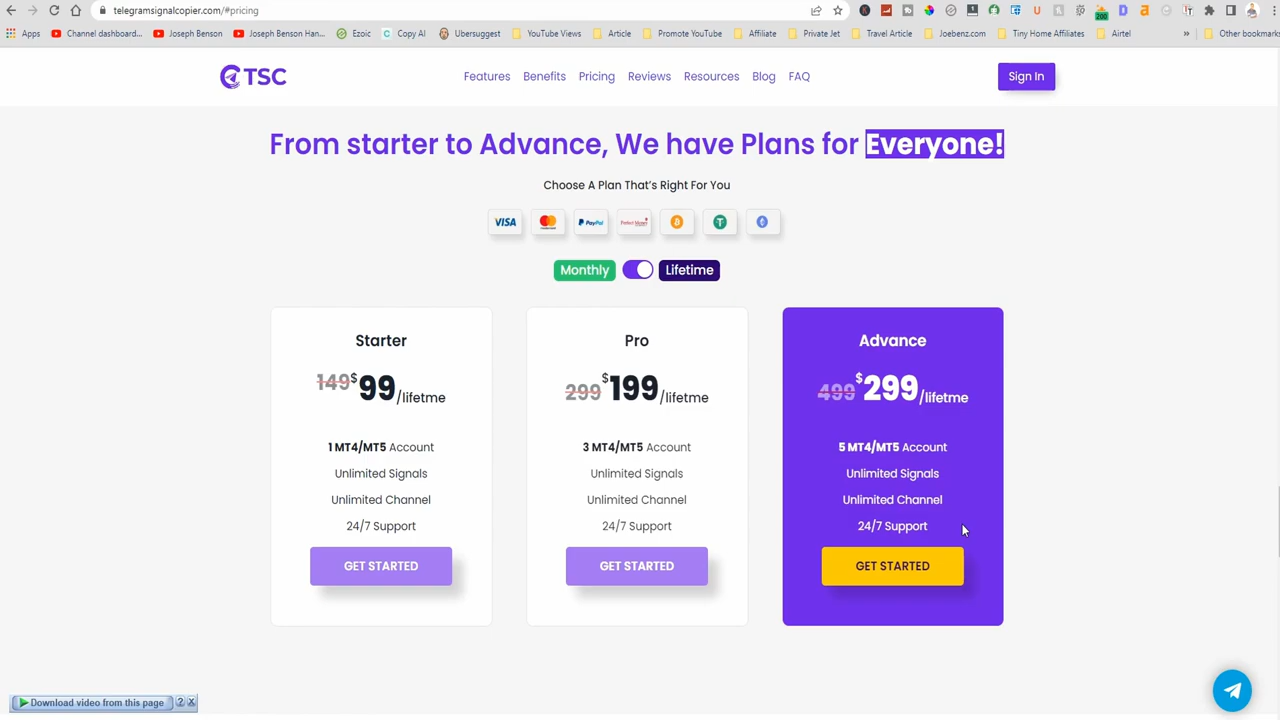 telegramsignalcopier.com/#pricing
Apps
Channel dashboard...
Joseph Benson
Joseph Benson Han...
Ezoic
Copy AI
Ubersuggest
YouTube Views
Article
Promote YouTube
Affiliate
Private Jet
Travel Article
Joebenz.com
Tiny Home Affiliates
Airtel
»
Other bookmarks
TSC
Features
Benefits
Pricing
Reviews
Resources
Blog
FAQ
Sign In
From starter to Advance, We have Plans for Everyone!
Choose A Plan That's Right For You
VISA
PayPal
Perfect Money
Monthly
Lifetime
Starter
149 $99/lifetme
1 MT4/MT5 Account
Unlimited Signals
Unlimited Channel
24/7 Support
GET STARTED
Pro
299 $199/lifetme
3 MT4/MT5 Account
Unlimited Signals
Unlimited Channel
24/7 Support
GET STARTED
Advance
499 $299/lifetme
5 MT4/MT5 Account
Unlimited Signals
Unlimited Channel
24/7 Support
GET STARTED
Download video from this page ? X